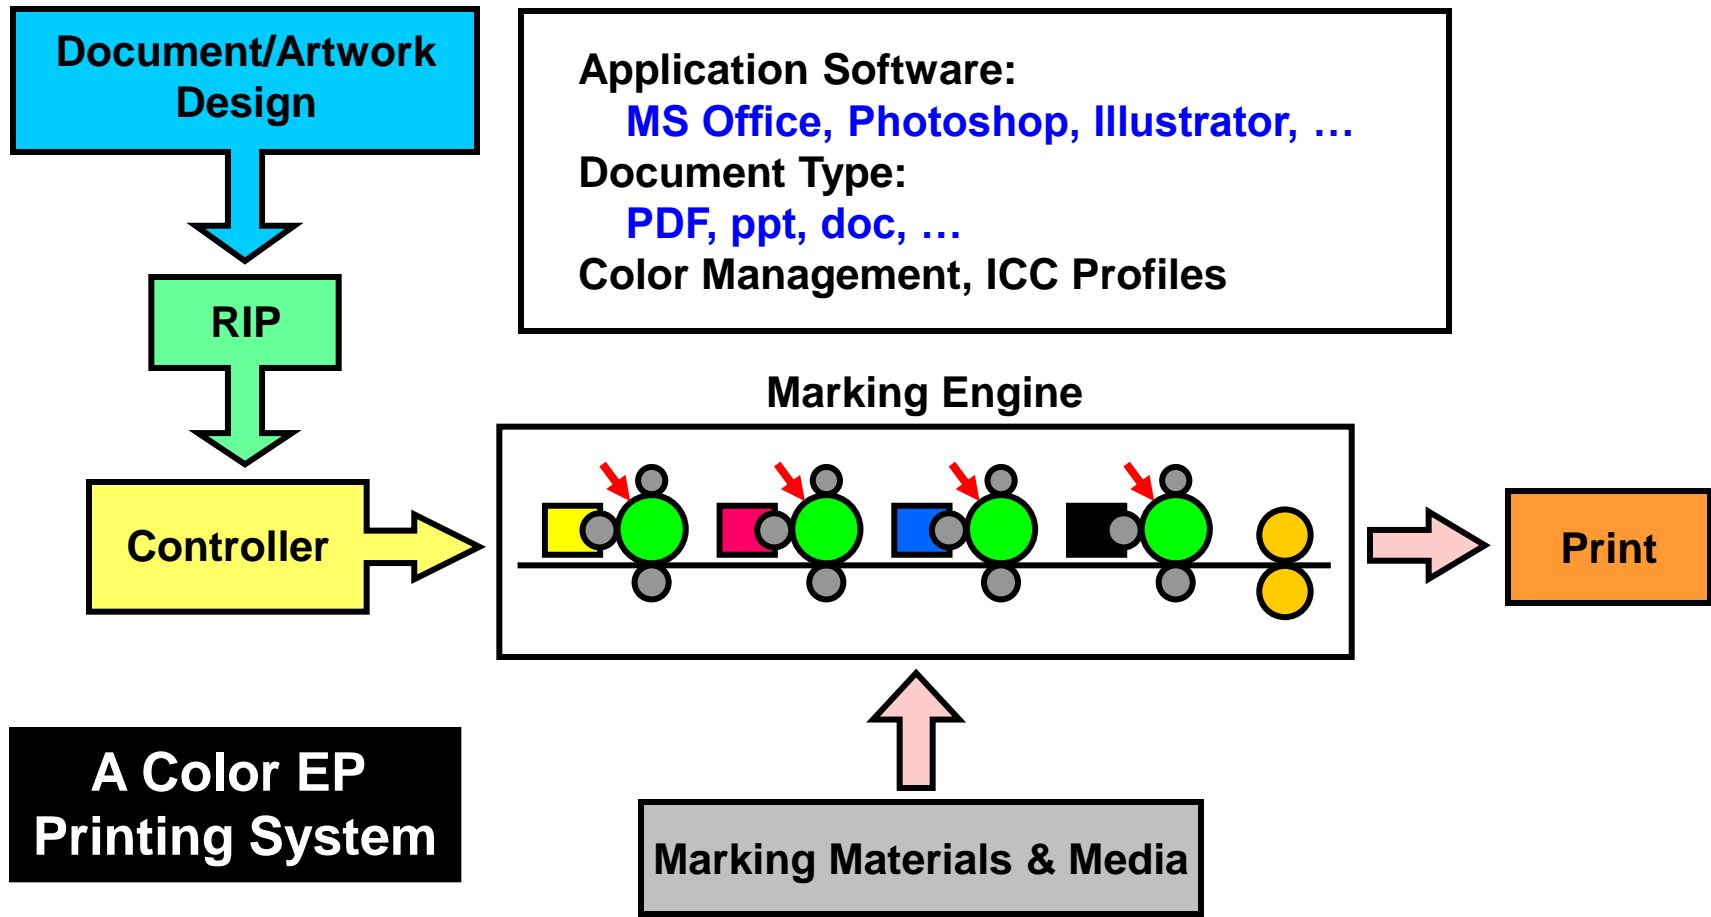 Document/Artwork
Design
Application Software:
MS Office, Photoshop, Illustrator, …
Document Type:
PDF, ppt, doc, …
Color Management, ICC Profiles
RIP
Marking Engine
Controller
Print
A Color EP
Printing System
Marking Materials & Media